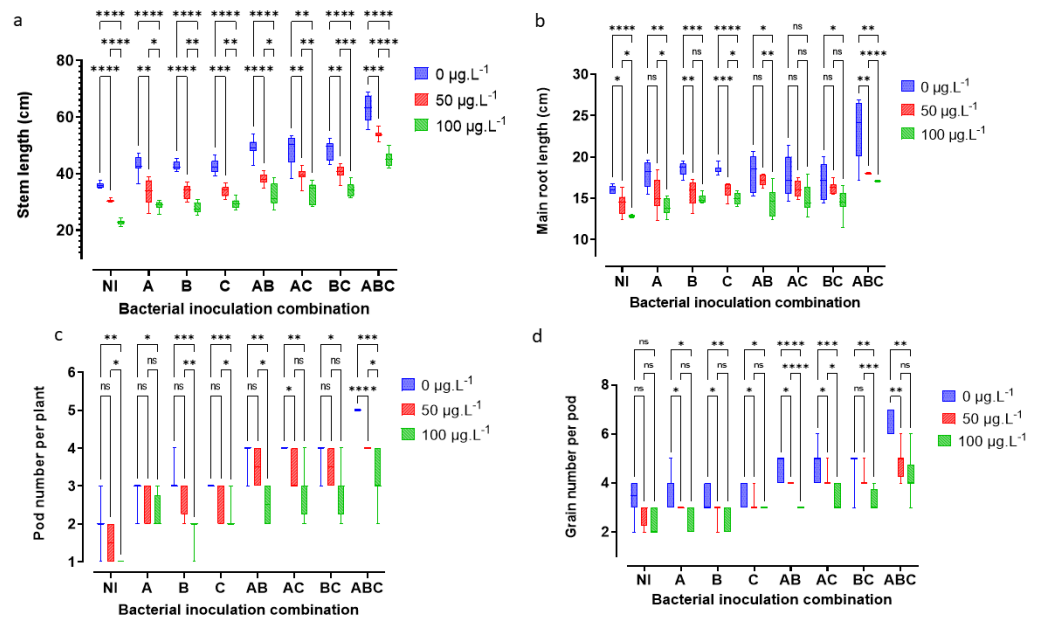 a
**** **** **** **** **** ** **** ****
**** * ** ** * ** *** ***
**** ** **** *** **** ** ** ***
Stem length (cm)
80
60
40
20
NI A B C AB AC BC ABC
Bacterial inoculation combination
0 µg.L⁻¹
50 µg.L⁻¹
100 µg.L⁻¹
b
**** ** *** **** * ns * **
* * ns * ** ns ns ****
* ns ** *** ns ns ns **
Main root length (cm)
30
25
20
15
10
NI A B C AB AC BC ABC
Bacterial inoculation combination
0 µg.L⁻¹
50 µg.L⁻¹
100 µg.L⁻¹
c
** * *** *** ** ** * ***
* ns ** * * ns ns *
ns ns ns ns ns * ns ****
Pod number per plant
6
5
4
3
2
1
NI A B C AB AC BC ABC
Bacterial inoculation combination
0 µg.L⁻¹
50 µg.L⁻¹
100 µg.L⁻¹
d
ns * ** * **** *** ** **
ns ns ns ns **** * *** ns
ns * * * * * ns **
Grain number per pod
8
6
4
2
NI A B C AB AC BC ABC
Bacterial inoculation combination
0 µg.L⁻¹
50 µg.L⁻¹
100 µg.L⁻¹